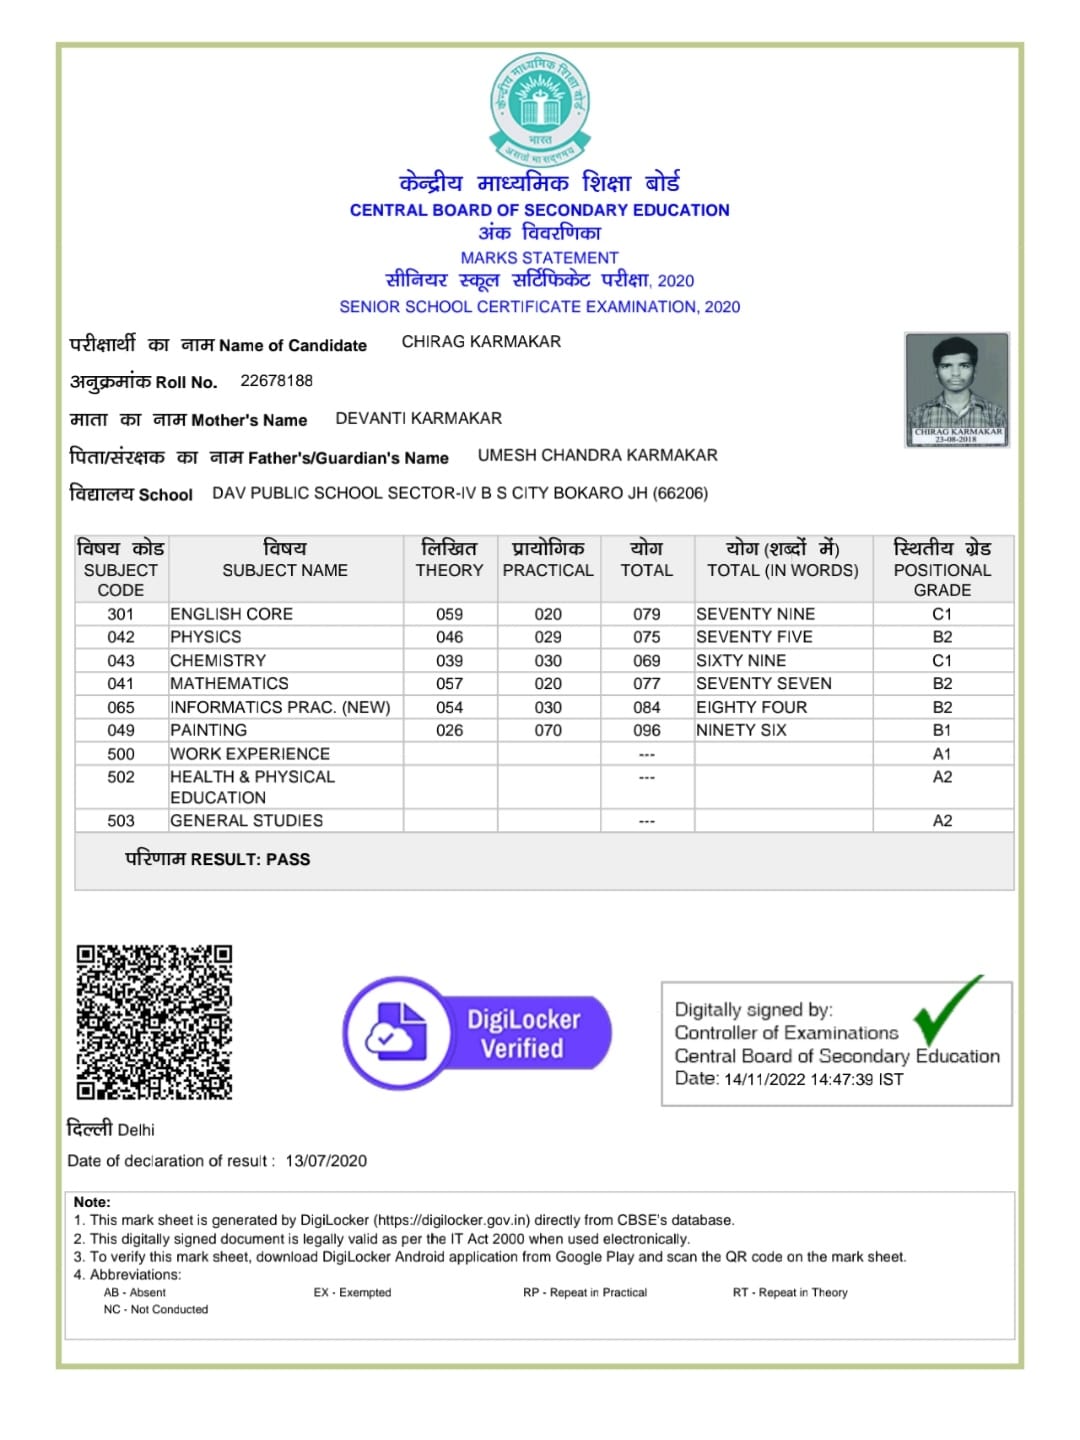 केन्द्रीय माध्यमिक शिक्षा बोर्ड
भारत
असतो मा सद्गमय
केन्द्रीय माध्यमिक शिक्षा बोर्ड
CENTRAL BOARD OF SECONDARY EDUCATION
अंक विवरणिका
MARKS STATEMENT
सीनियर स्कूल सर्टिफिकेट परीक्षा, 2020
SENIOR SCHOOL CERTIFICATE EXAMINATION, 2020
परीक्षार्थी का नाम Name of Candidate CHIRAG KARMAKAR
अनुक्रमांक Roll No. 22678188
माता का नाम Mother's Name DEVANTI KARMAKAR
पिता/संरक्षक का नाम Father's/Guardian's Name UMESH CHANDRA KARMAKAR
विद्यालय School DAV PUBLIC SCHOOL SECTOR-IV B S CITY BOKARO JH (66206)
CHIRAG KARMAKAR
23-08-2018
विषय कोड विषय लिखित प्रायोगिक योग योग (शब्दों में) स्थितीय ग्रेड
SUBJECT CODE SUBJECT NAME THEORY PRACTICAL TOTAL TOTAL (IN WORDS) POSITIONAL GRADE
301 ENGLISH CORE 059 020 079 SEVENTY NINE C1
042 PHYSICS 046 029 075 SEVENTY FIVE B2
043 CHEMISTRY 039 030 069 SIXTY NINE C1
041 MATHEMATICS 057 020 077 SEVENTY SEVEN B2
065 INFORMATICS PRAC. (NEW) 054 030 084 EIGHTY FOUR B2
049 PAINTING 026 070 096 NINETY SIX B1
500 WORK EXPERIENCE --- A1
502 HEALTH & PHYSICAL EDUCATION --- A2
503 GENERAL STUDIES --- A2
परिणाम RESULT: PASS
DigiLocker
Verified
Digitally signed by:
Controller of Examinations
Central Board of Secondary Education
Date: 14/11/2022 14:47:39 IST
दिल्ली Delhi
Date of declaration of result : 13/07/2020
Note:
1. This mark sheet is generated by DigiLocker (https://digilocker.gov.in) directly from CBSE's database.
2. This digitally signed document is legally valid as per the IT Act 2000 when used electronically.
3. To verify this mark sheet, download DigiLocker Android application from Google Play and scan the QR code on the mark sheet.
4. Abbreviations:
AB - Absent EX - Exempted RP - Repeat in Practical RT - Repeat in Theory
NC - Not Conducted